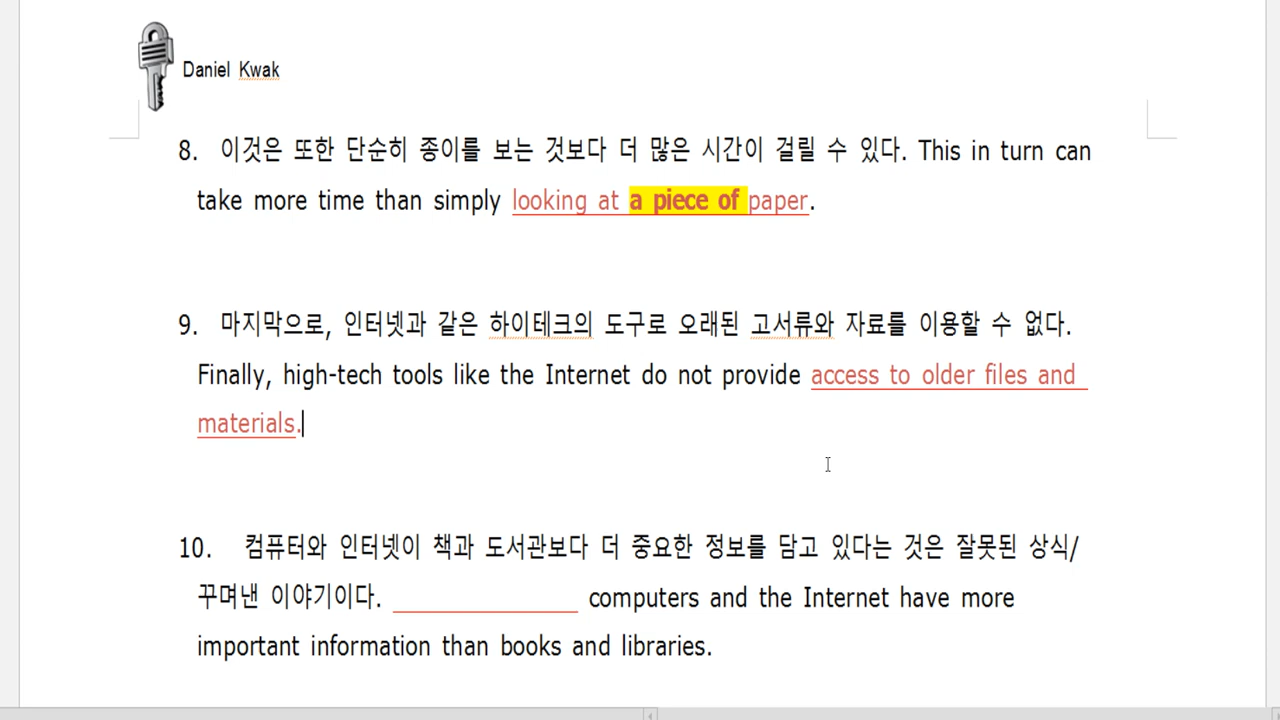 Daniel Kwak
8. 이것은 또한 단순히 종이를 보는 것보다 더 많은 시간이 걸릴 수 있다. This in turn can
take more time than simply looking at a piece of paper.
9. 마지막으로, 인터넷과 같은 하이테크의 도구로 오래된 고서류와 자료를 이용할 수 없다.
Finally, high-tech tools like the Internet do not provide access to older files and
materials.
10. 컴퓨터와 인터넷이 책과 도서관보다 더 중요한 정보를 담고 있다는 것은 잘못된 상식/
꾸며낸 이야기이다. ______________ computers and the Internet have more
important information than books and libraries.